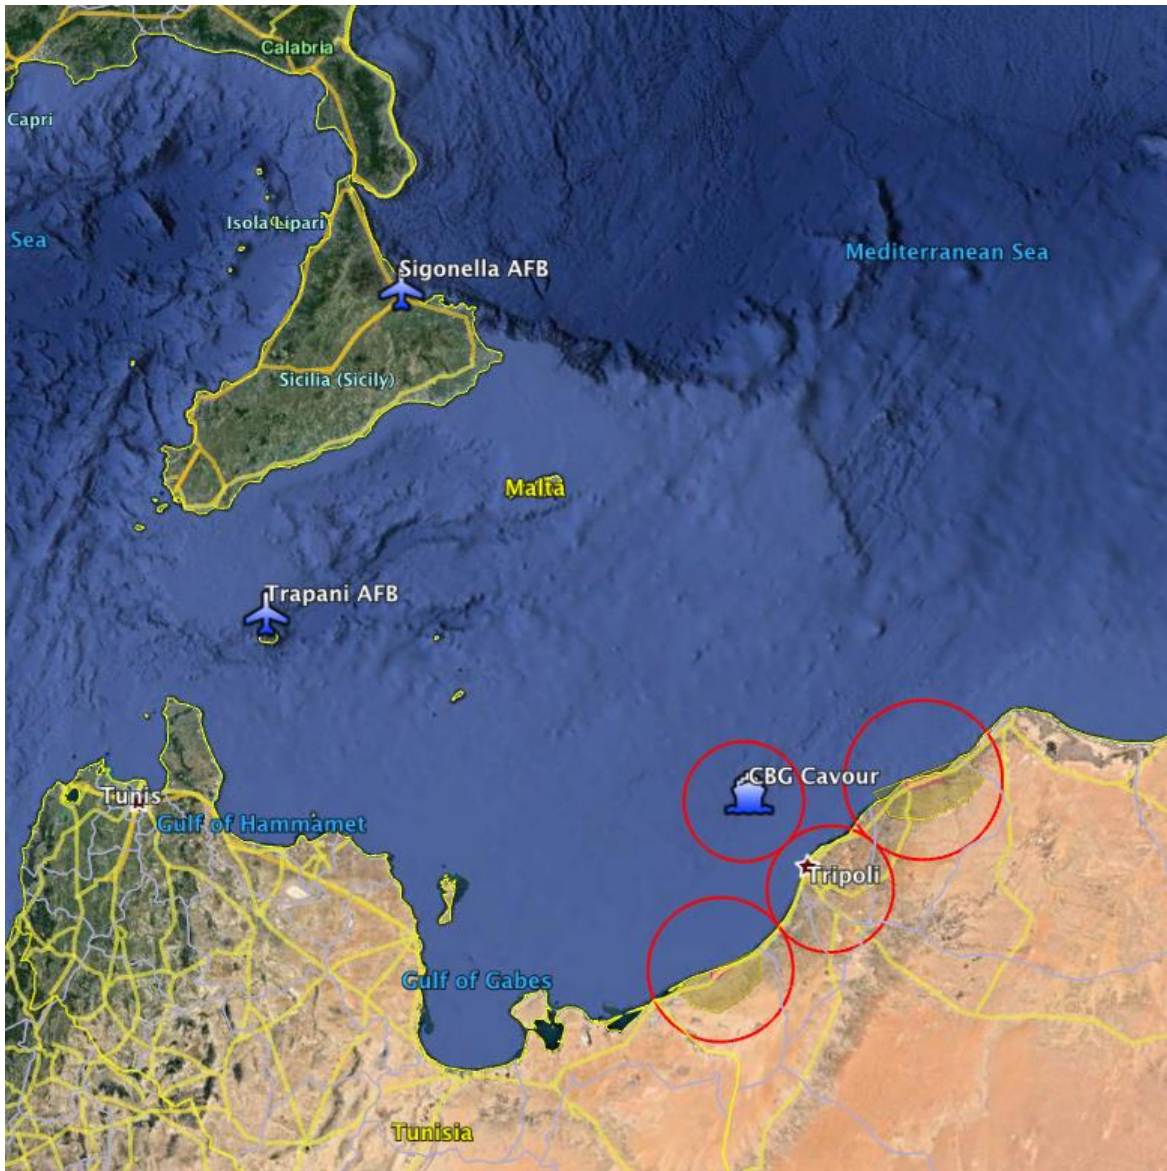 Calabria
Capri
Isola Lipari
Sea
Mediterranean Sea
Sigonella AFB
Sicilia (Sicily)
Malta
Trapani AFB
CBG Cavour
Tunis
Gulf of Hammamet
Tripoli
Gulf of Gabes
Tunisia